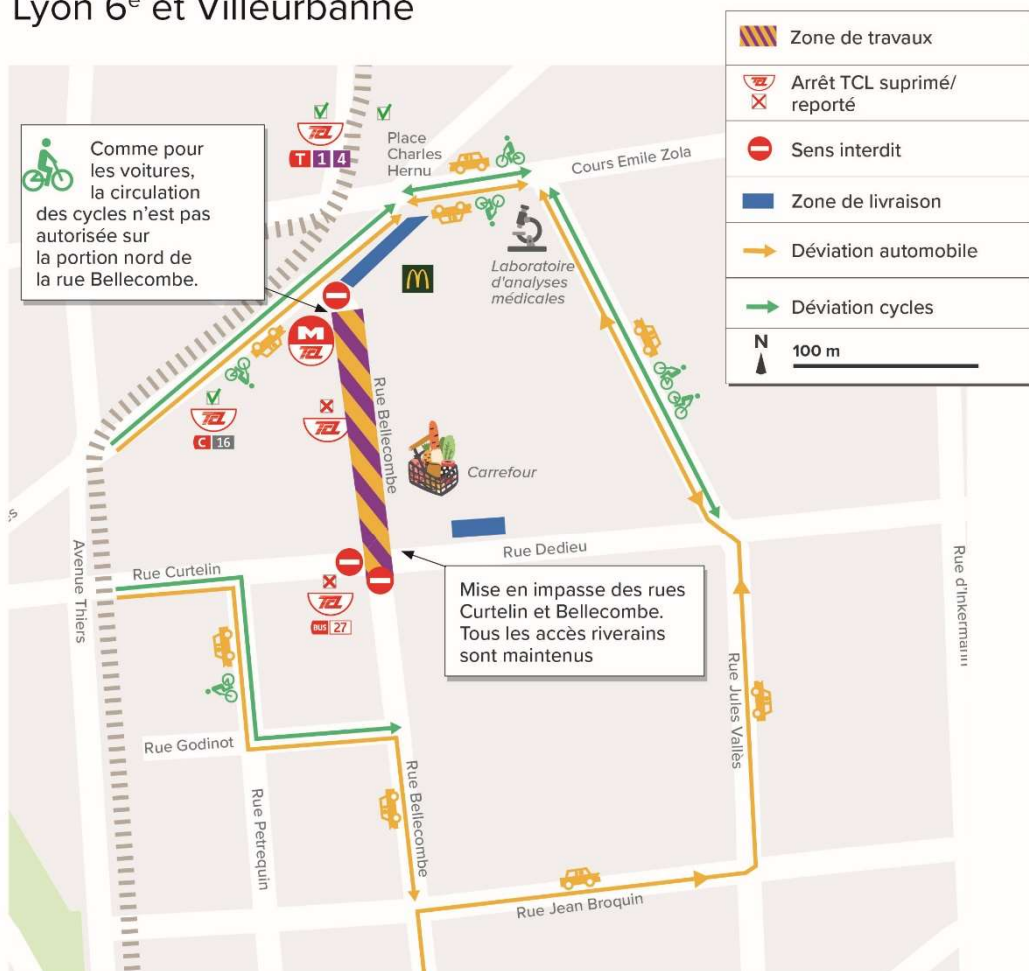 Lyon 6e et Villeurbanne
Zone de travaux
Arrêt TCL suprimé/
reporté
Sens interdit
Zone de livraison
Déviation automobile
Déviation cycles
N
100 m
Comme pour
les voitures,
la circulation
des cycles n'est pas
autorisée sur
la portion nord de
la rue Bellecombe.
TCL
T 1 4
Place
Charles
Hernu
Cours Emile Zola
Laboratoire
d'analyses
médicales
M
TCL
TCL
C 16
TCL
Rue Bellecombe
Carrefour
Rue Dedieu
Avenue Thiers
Rue Curtelin
TCL
BUS 27
Mise en impasse des rues
Curtelin et Bellecombe.
Tous les accès riverains
sont maintenus
Rue d'Inkermann
Rue Jules Vallès
Rue Godinot
Rue Petrequin
Rue Bellecombe
Rue Jean Broquin